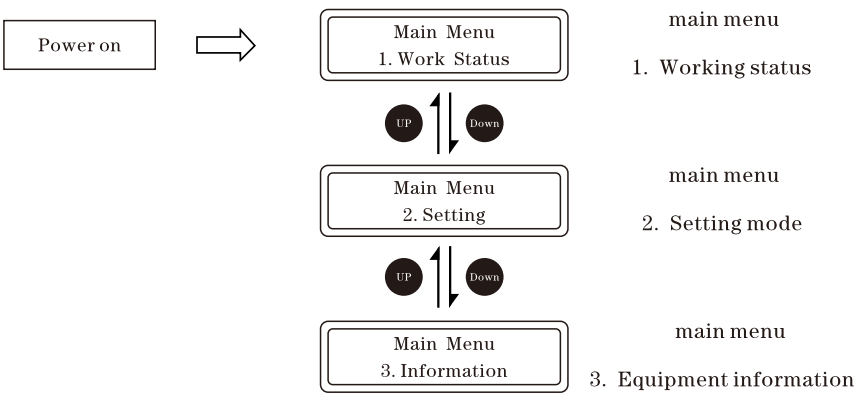 Power on
Main Menu
1. Work Status
main menu
1. Working status
UP
Down
Main Menu
2. Setting
main menu
2. Setting mode
UP
Down
Main Menu
3. Information
main menu
3. Equipment information